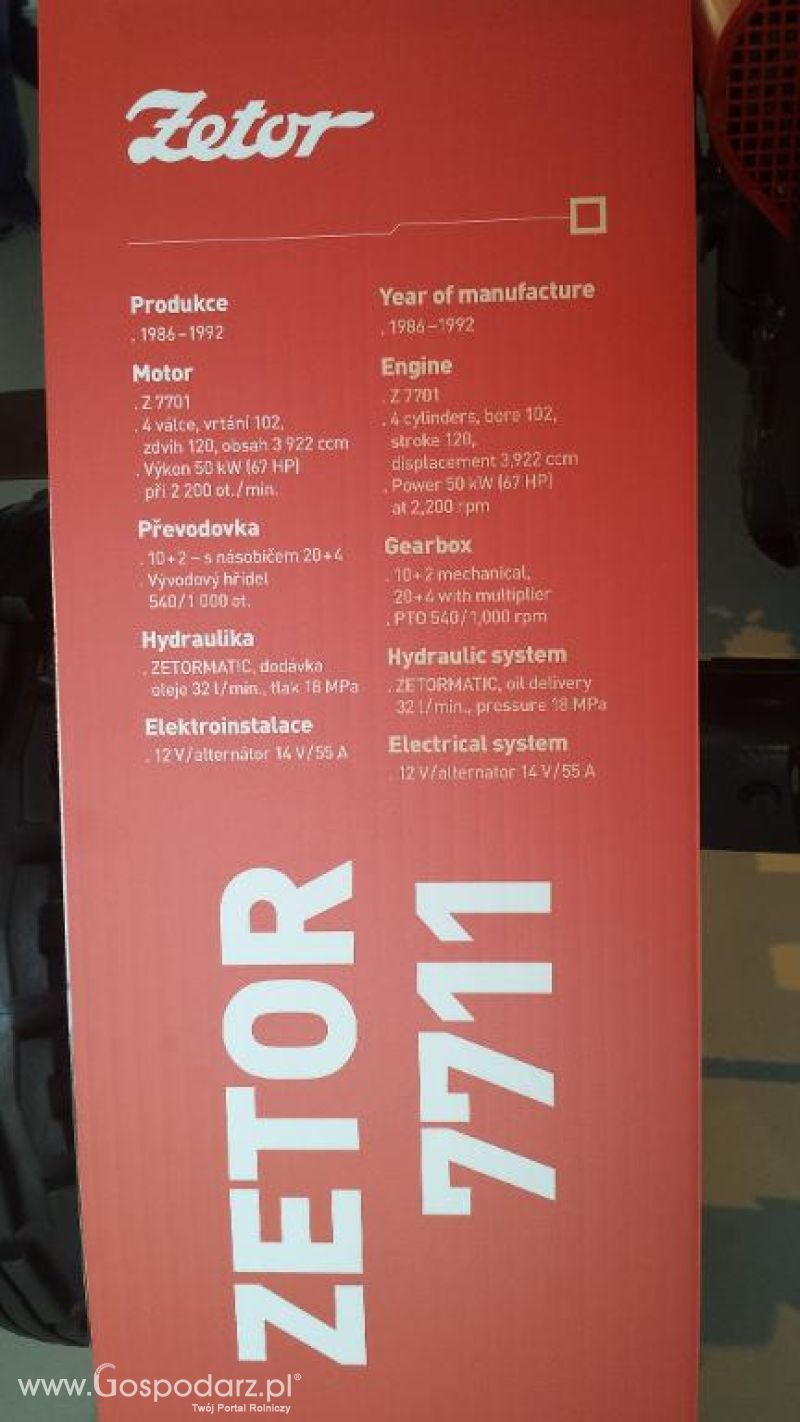 Zetor
Produkce
. 1986–1992
Motor
. Z 7701
. 4 válce, vrtání 102,
zdvih 120, obsah 3 922 ccm
. Výkon 50 kW (67 HP)
při 2 200 ot./min.
Převodovka
. 10+2 – s násobičem 20+4
. Vývodový hřídel
540/1 000 ot.
Hydraulika
. ZETORMATIC, dodávka
oleje 32 l/min., tlak 18 MPa
Elektroinstalace
. 12 V/alternátor 14 V/55 A
Year of manufacture
. 1986–1992
Engine
. Z 7701
. 4 cylinders, bore 102,
stroke 120,
displacement 3,922 ccm
. Power 50 kW (67 HP)
at 2,200 rpm
Gearbox
. 10+2 mechanical,
20+4 with multiplier
. PTO 540/1,000 rpm
Hydraulic system
. ZETORMATIC, oil delivery
32 l/min., pressure 18 MPa
Electrical system
. 12 V/alternator 14 V/55 A
ZETOR
7711
www.Gospodarz.pl®
Twój Portal Rolniczy